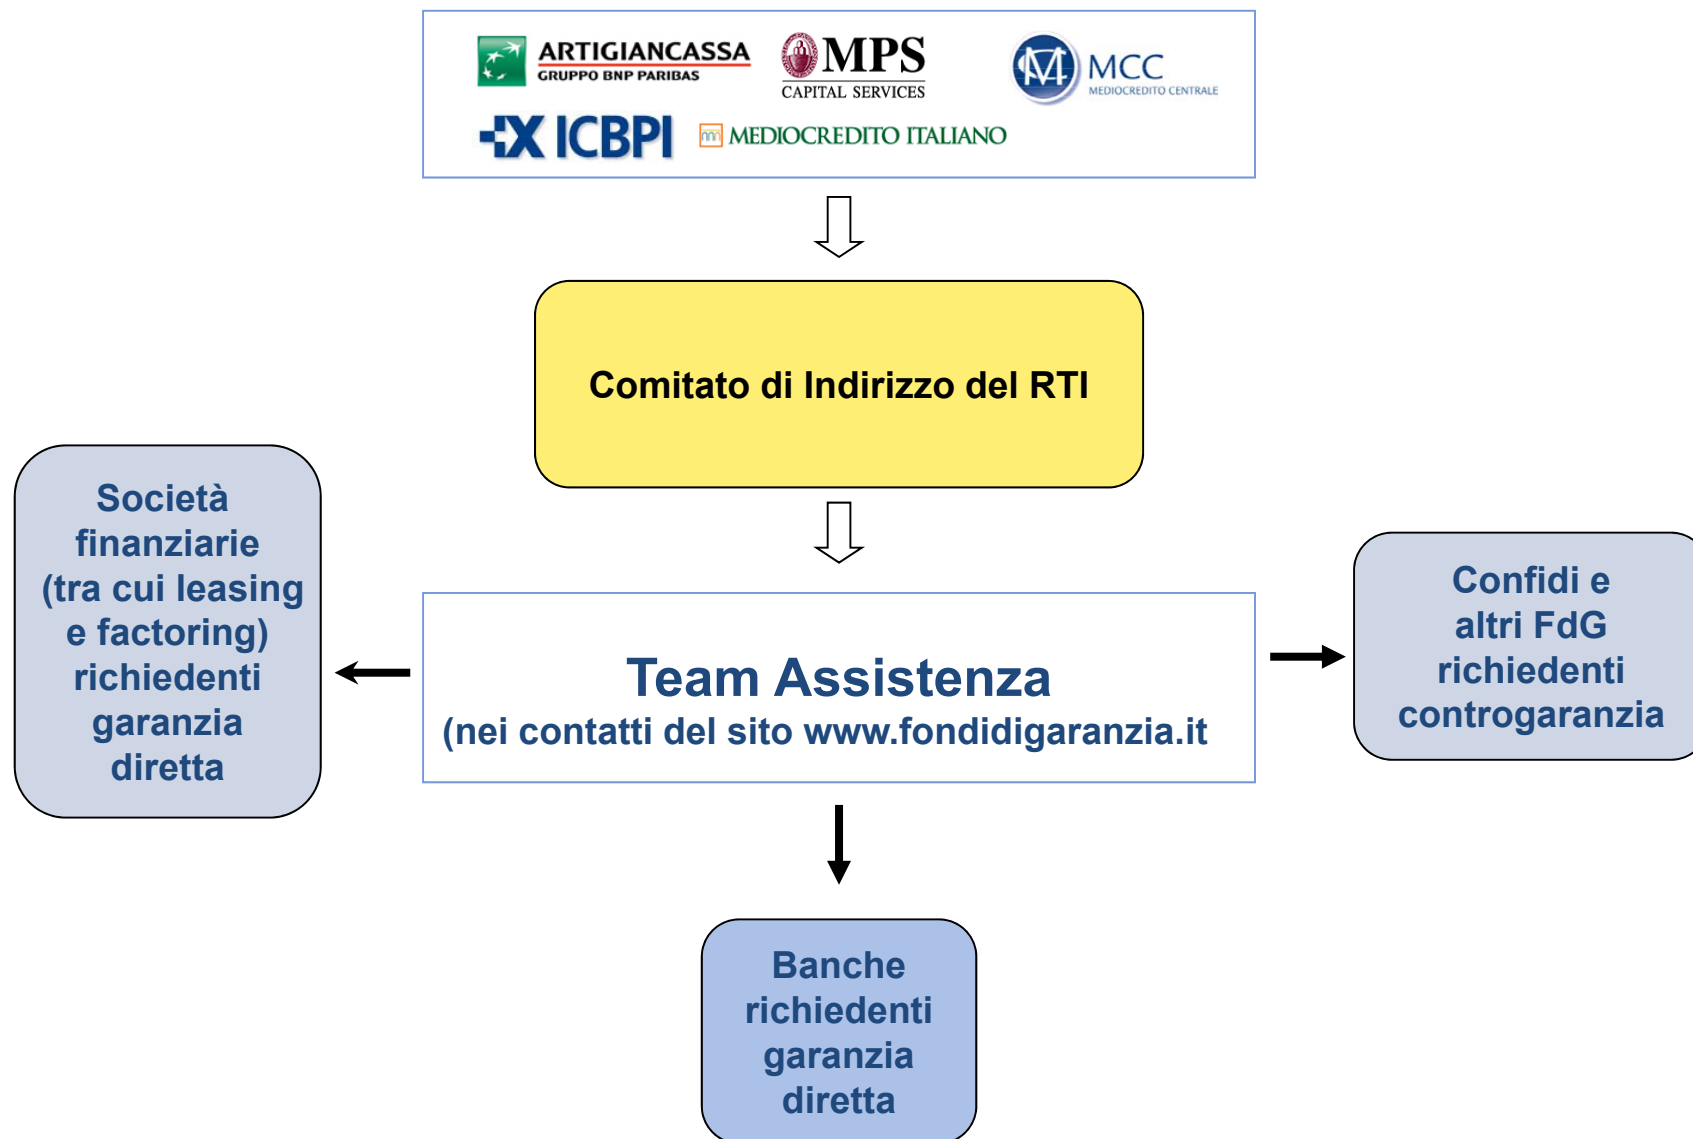 ARTIGIANCASSA
GRUPPO BNP PARIBAS
MPS
CAPITAL SERVICES
MCC
MEDIOCREDITO CENTRALE
ICBPI
MEDIOCREDITO ITALIANO
Comitato di Indirizzo del RTI
Società
finanziarie
(tra cui leasing
e factoring)
richiedenti
garanzia
diretta
Team Assistenza
(nei contatti del sito www.fondidigaranzia.it
Confidi e
altri FdG
richiedenti
controgaranzia
Banche
richiedenti
garanzia
diretta